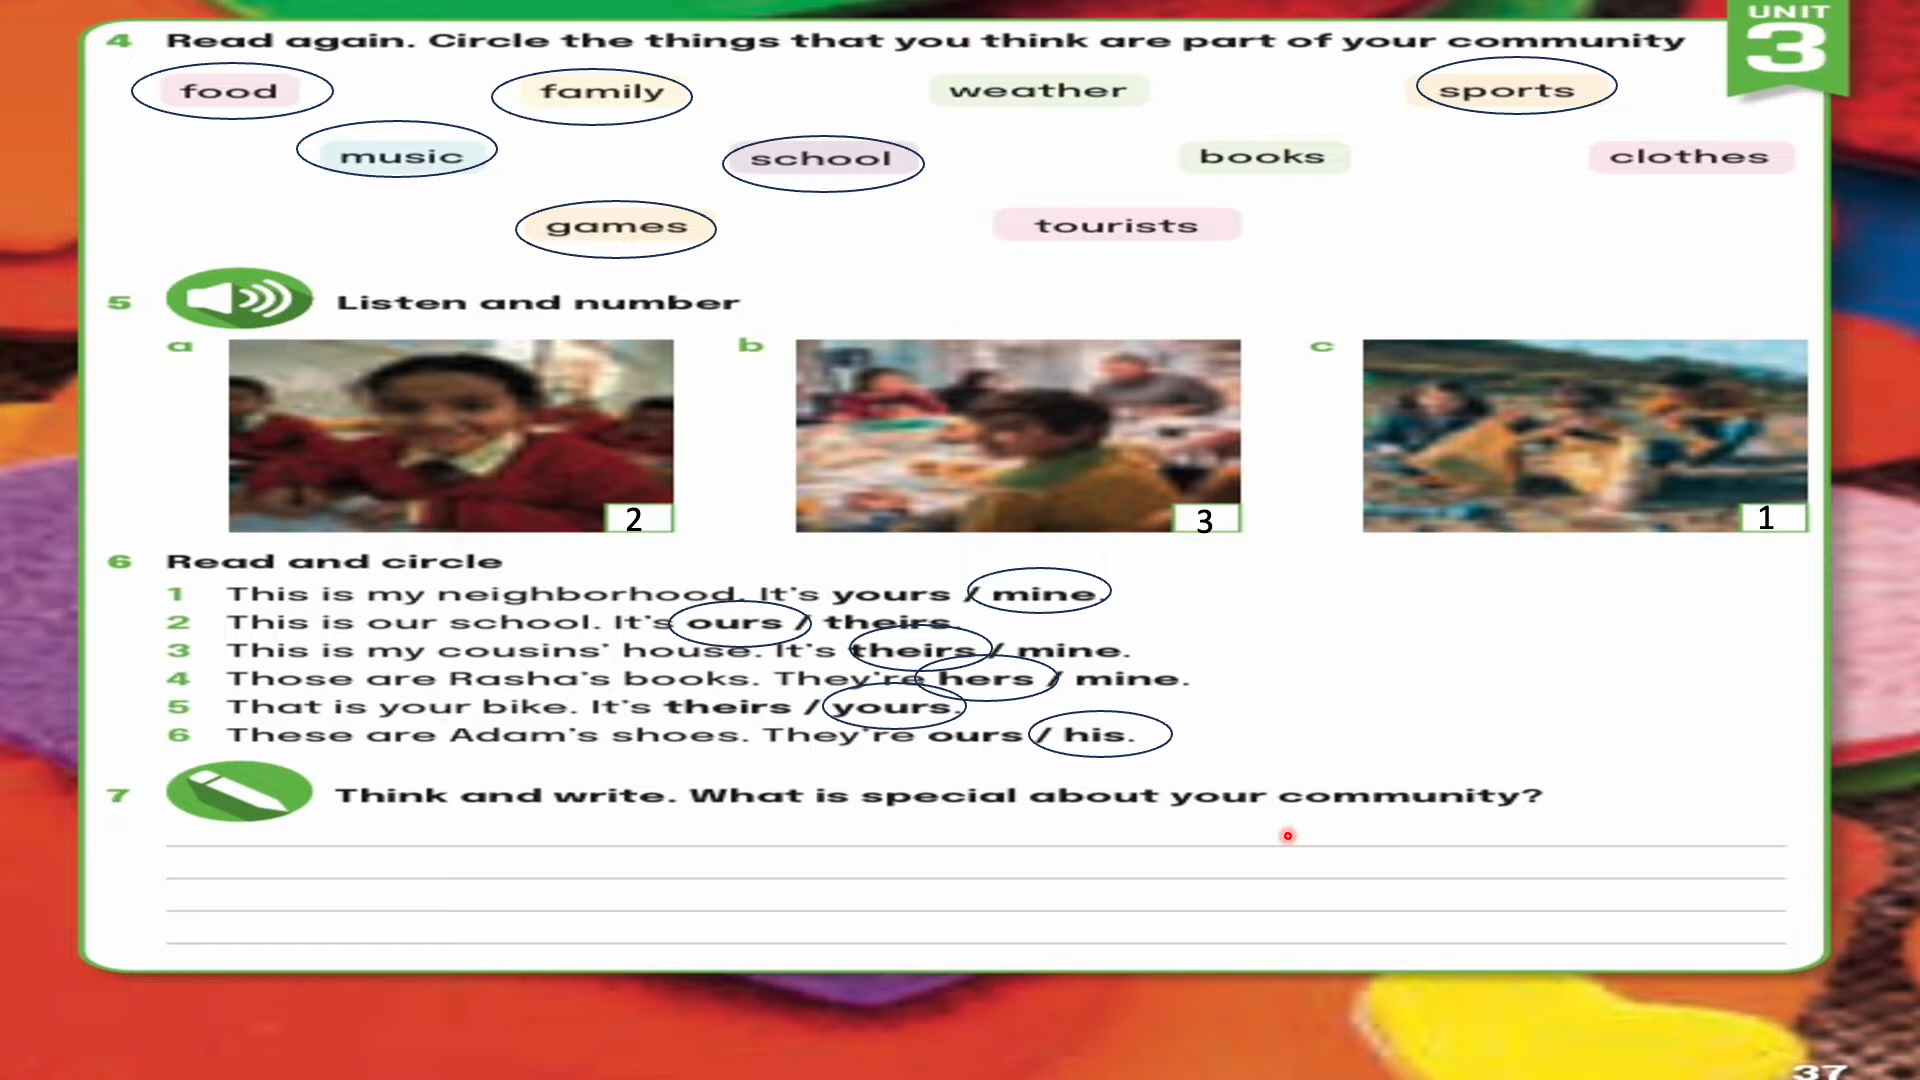 UNIT
3
4 Read again. Circle the things that you think are part of your community
food family weather sports
music school books clothes
games tourists
5 Listen and number
a b c
2 3 1
6 Read and circle
1 This is my neighborhood. It's yours / mine.
2 This is our school. It's ours / theirs.
3 This is my cousins' house. It's theirs / mine.
4 Those are Rasha's books. They're hers / mine.
5 That is your bike. It's theirs / yours.
6 These are Adam's shoes. They're ours / his.
7 Think and write. What is special about your community?
37